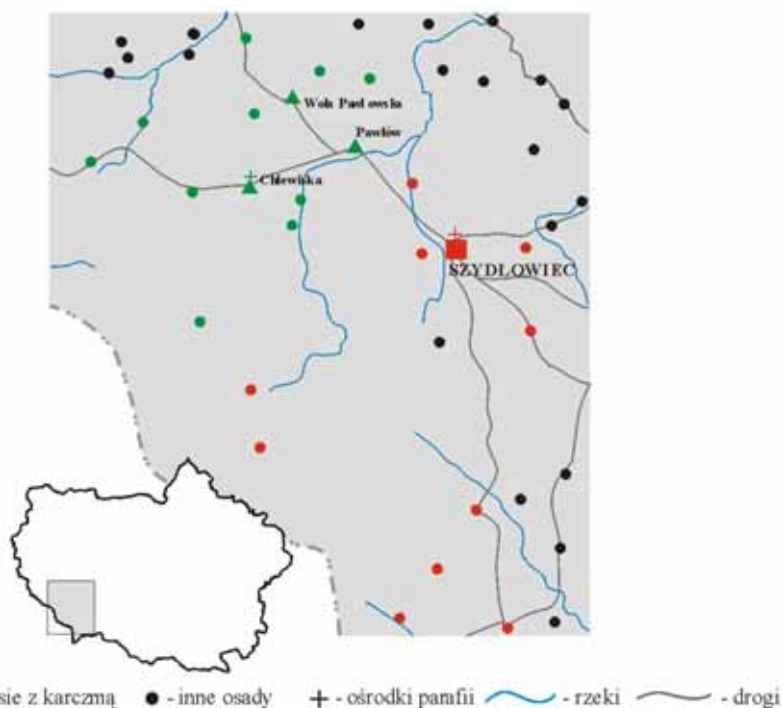 Wola Pawłowska
Pawłów
Chlewiska
SZYDŁOWIEC
sie z karczmą - inne osady - ośrodki parafii - rzeki - drogi